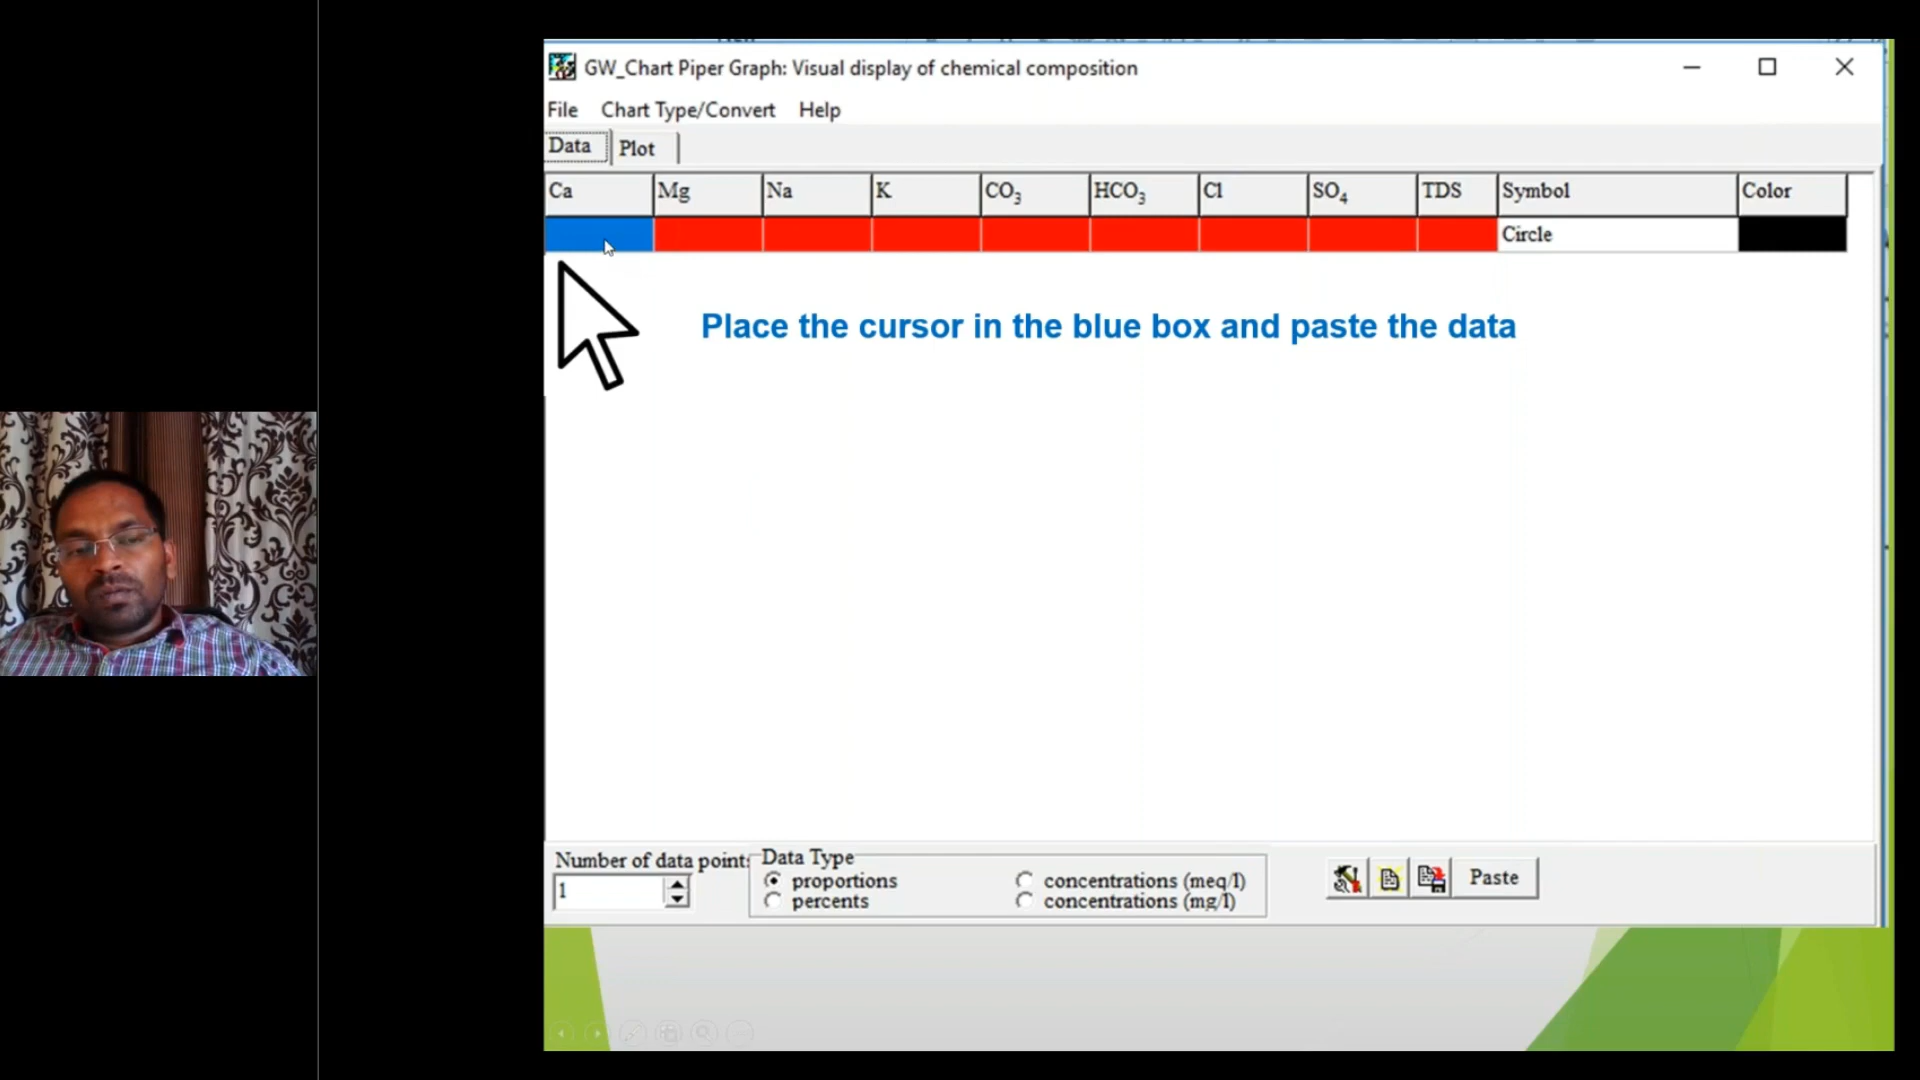 GW_Chart Piper Graph: Visual display of chemical composition
File Chart Type/Convert Help
Data Plot
Ca Mg Na K CO₃ HCO₃ Cl SO₄ TDS Symbol Color
Circle
Place the cursor in the blue box and paste the data
Number of data points
Data Type
1
proportions concentrations (meq/l)
percents concentrations (mg/l)
Paste